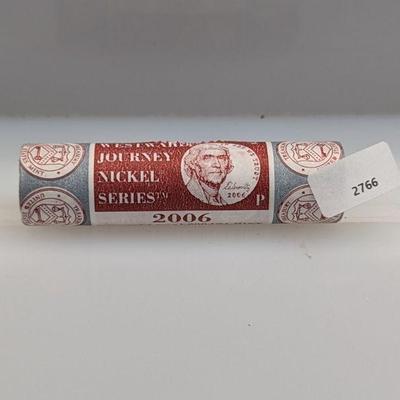 WESTWARD
JOURNEY
NICKEL
SERIES™
Liberty
2006
P
2006
2766